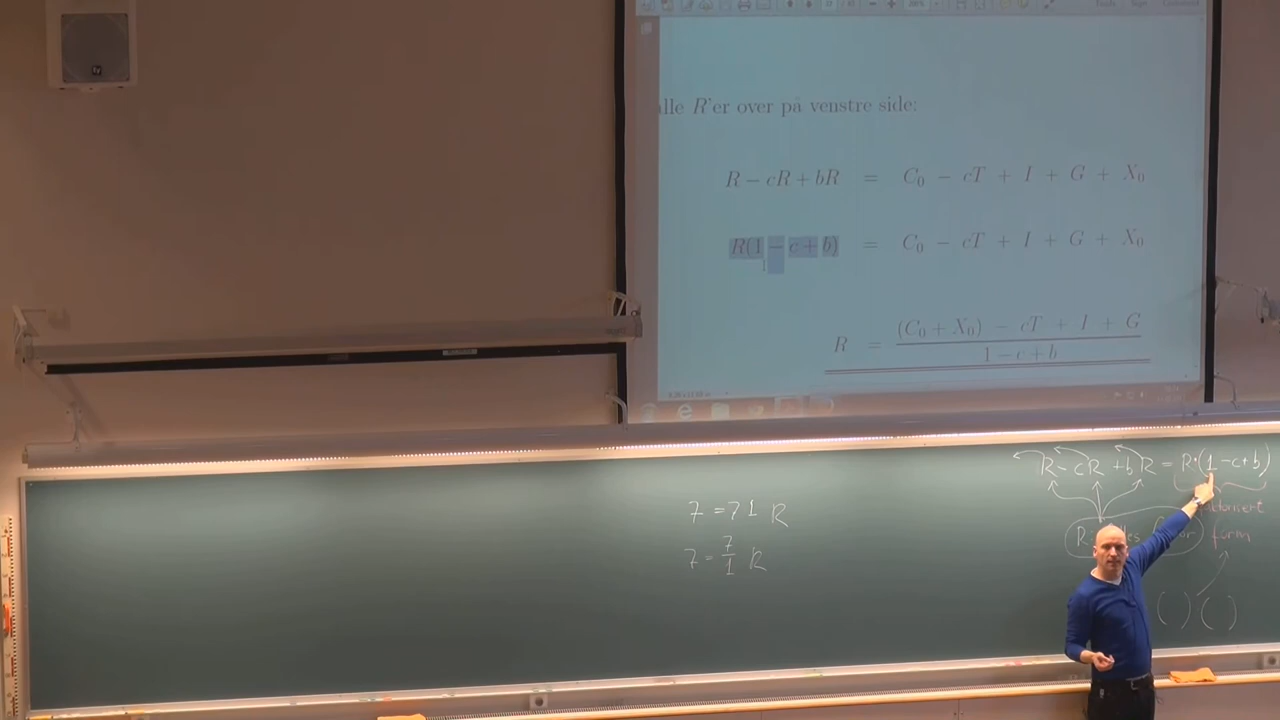 alle R'er over på venstre side:
R − cR + bR = C₀ − cT + I + G + X₀
R(1 − c + b) = C₀ − cT + I + G + X₀
R = (C₀ + X₀) − cT + I + G
1 − c + b
R − cR + bR = R·(1 − c + b)
7 = 7 1 R
form
7 = 7/1 R
( ) ( )